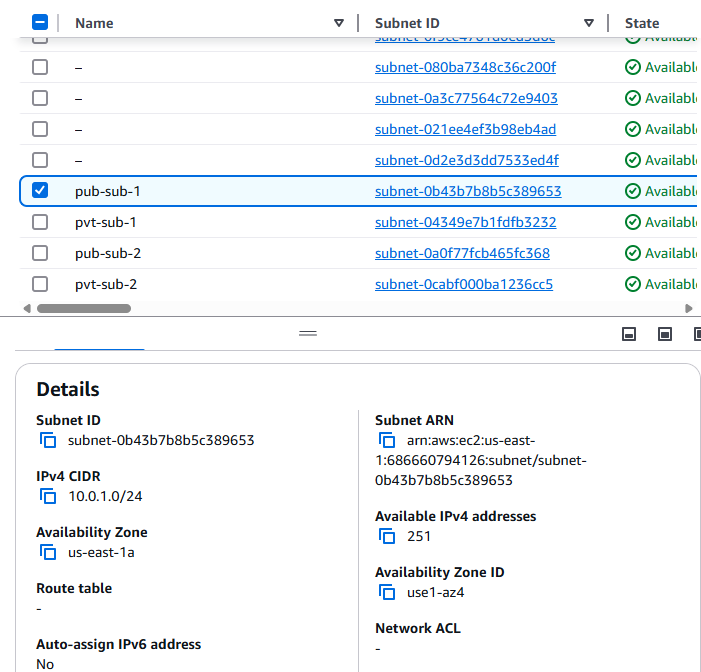 Name Subnet ID State
– subnet-080ba7348c36c200f Available
– subnet-0a3c77564c72e9403 Available
– subnet-021ee4ef3b98eb4ad Available
– subnet-0d2e3d3dd7533ed4f Available
pub-sub-1 subnet-0b43b7b8b5c389653 Available
pvt-sub-1 subnet-04349e7b1fdfb3232 Available
pub-sub-2 subnet-0a0f77fcb465fc368 Available
pvt-sub-2 subnet-0cabf000ba1236cc5 Available
Details
Subnet ID
subnet-0b43b7b8b5c389653
IPv4 CIDR
10.0.1.0/24
Availability Zone
us-east-1a
Route table
-
Auto-assign IPv6 address
No
Subnet ARN
arn:aws:ec2:us-east-
1:686660794126:subnet/subnet-
0b43b7b8b5c389653
Available IPv4 addresses
251
Availability Zone ID
use1-az4
Network ACL
-